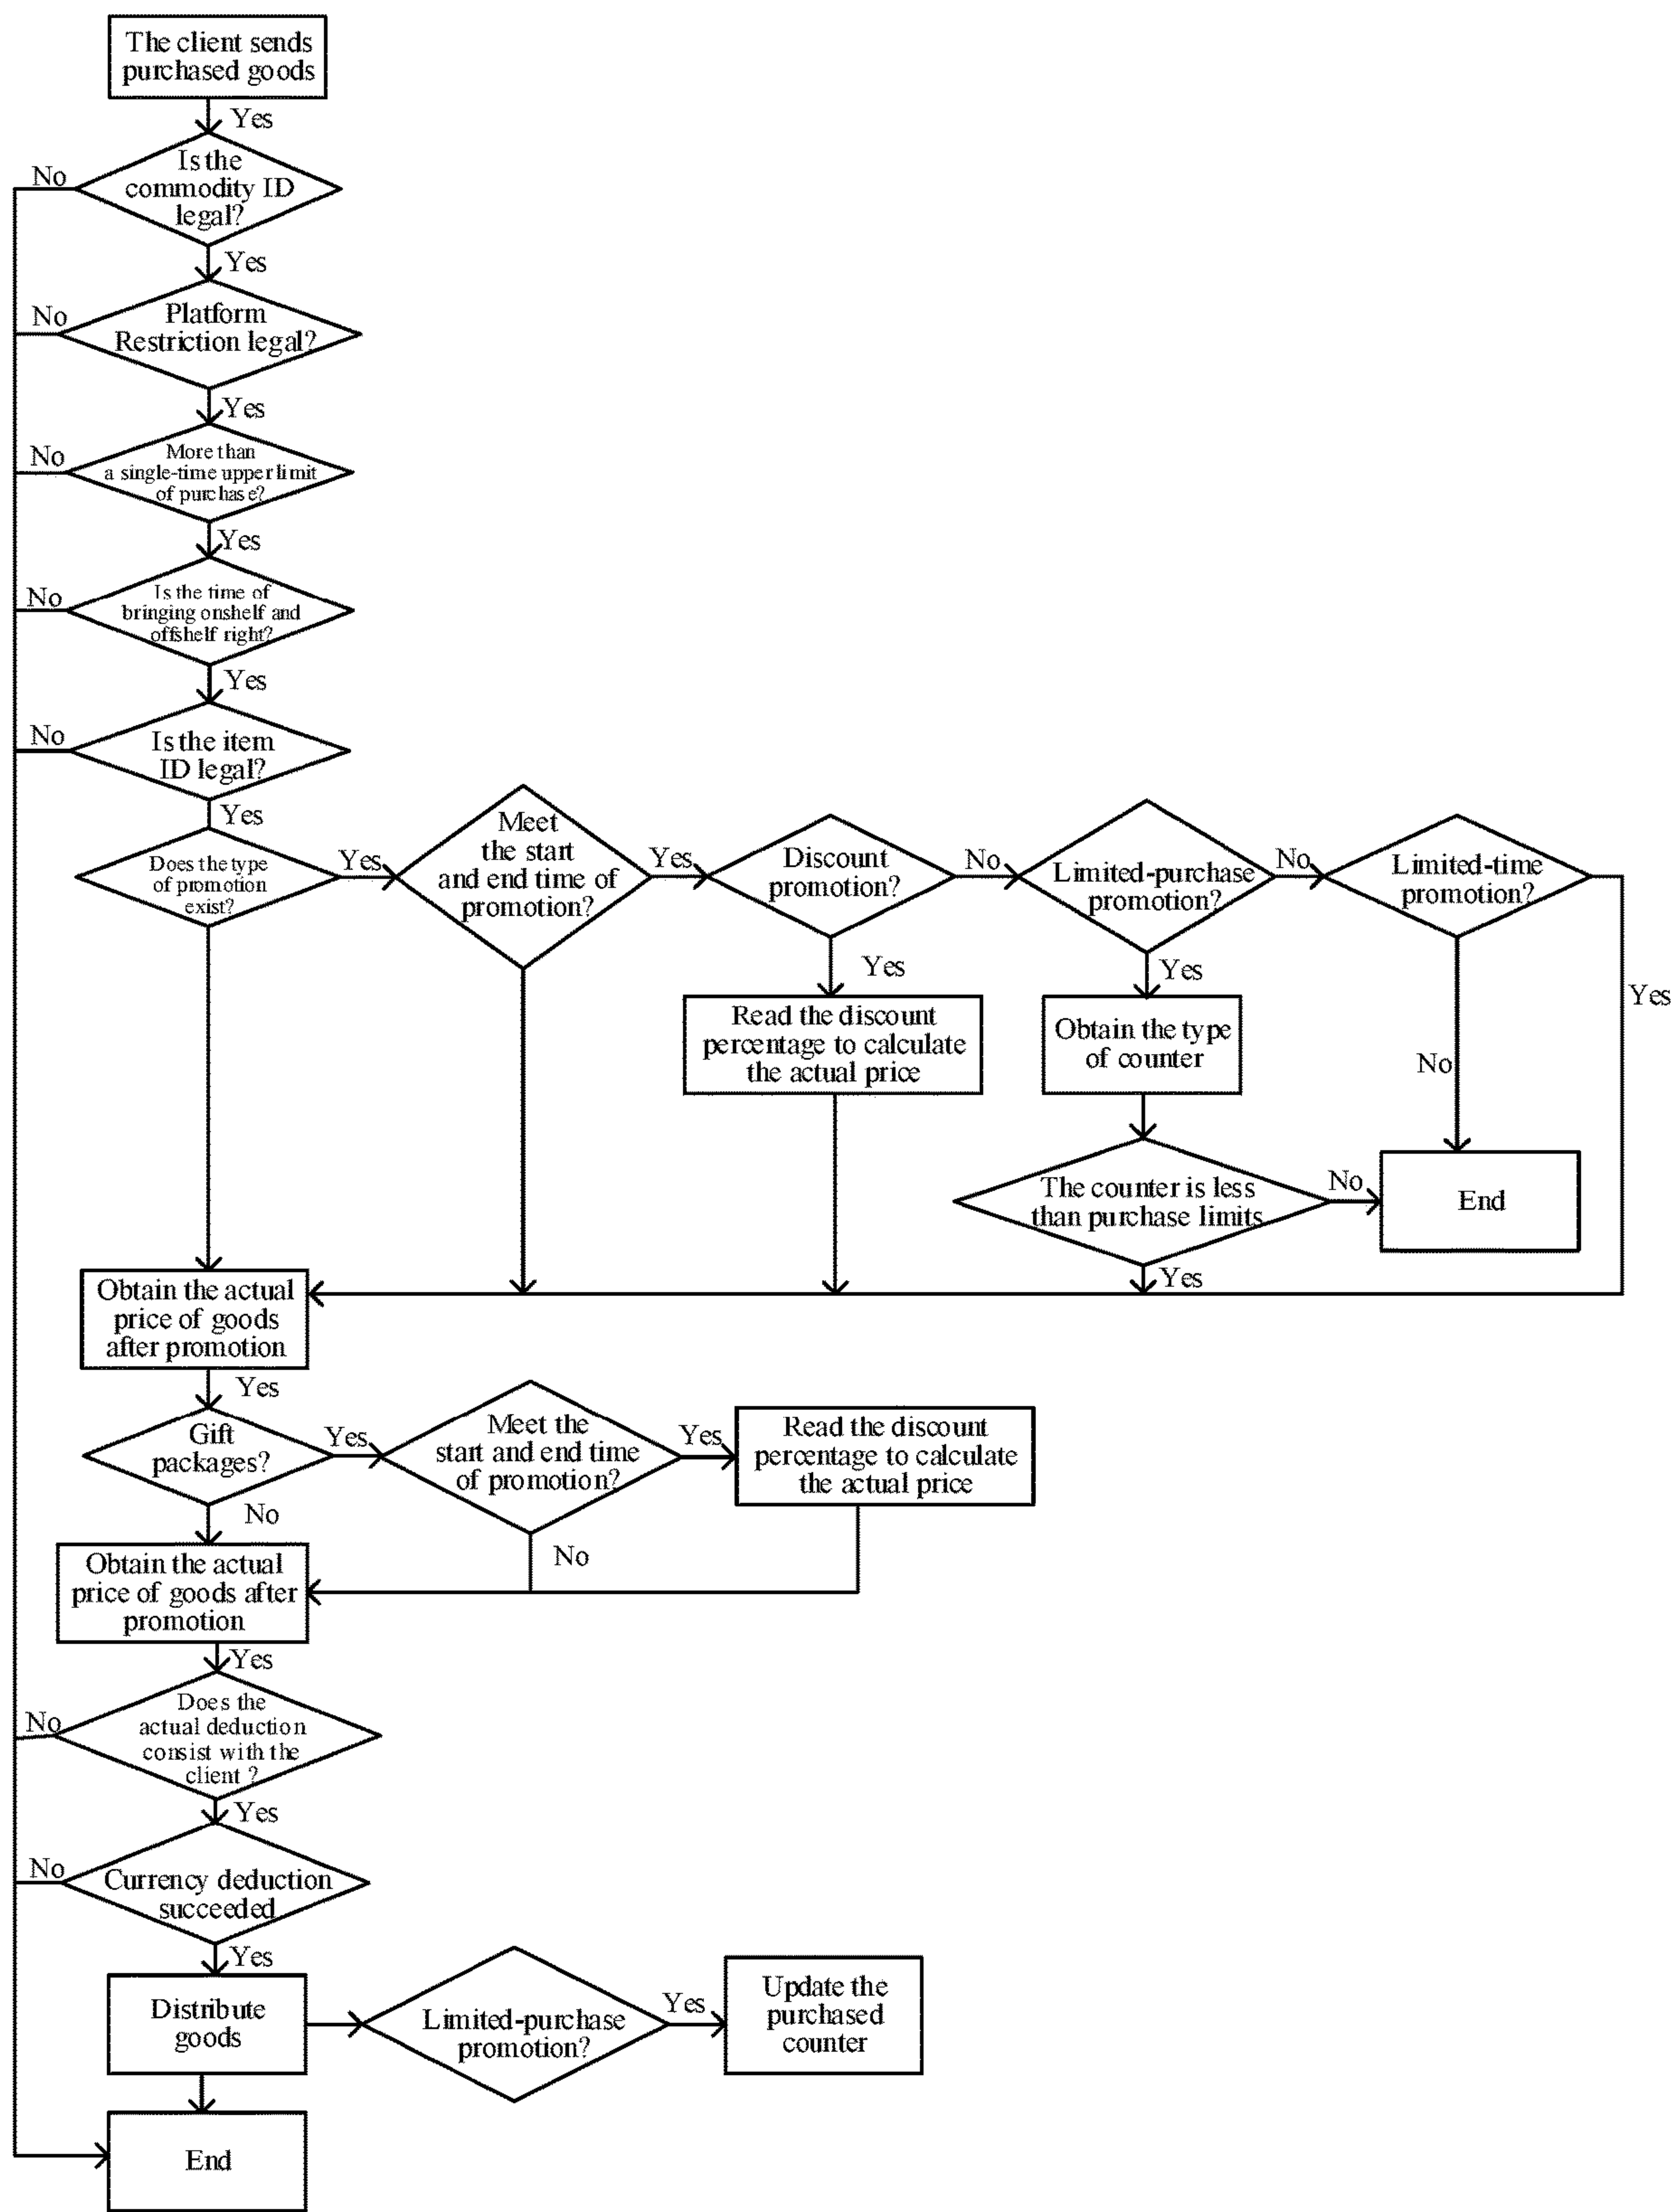 The client sends
purchased goods
Yes
Is the
commodity ID
legal?
No
Yes
Platform
Restriction legal?
No
Yes
More than
a single-time upper limit
of purchase?
No
Yes
Is the time of
bringing onshelf and
offshelf right?
No
Yes
Is the item
ID legal?
No
Yes
Does the type
of promotion
exist?
Yes
Meet
the start
and end time of
promotion?
Yes
Discount
promotion?
No
Limited-purchase
promotion?
No
Limited-time
promotion?
Yes
Yes
Yes
No
Read the discount
percentage to calculate
the actual price
Obtain the type
of counter
The counter is less
than purchase limits
No
End
Yes
Obtain the actual
price of goods
after promotion
Yes
Gift
packages?
Yes
Meet the
start and end time
of promotion?
Yes
Read the discount
percentage to calculate
the actual price
No
No
Obtain the actual
price of goods after
promotion
Yes
Does the
actual deduction
consist with the
client ?
No
Yes
Currency deduction
succeeded
No
Yes
Distribute
goods
Limited-purchase
promotion?
Yes
Update the
purchased
counter
End